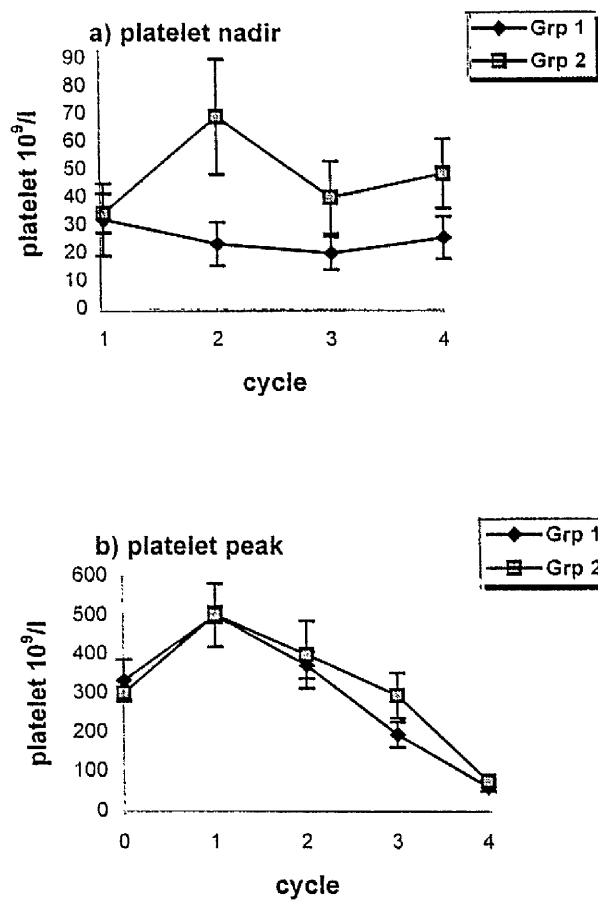 a) platelet nadir
Grp 1
Grp 2
90
80
70
60
50
40
30
20
10
0
platelet 10⁹/l
1 2 3 4
cycle
b) platelet peak
Grp 1
Grp 2
600
500
400
300
200
100
0
platelet 10⁹/l
0 1 2 3 4
cycle